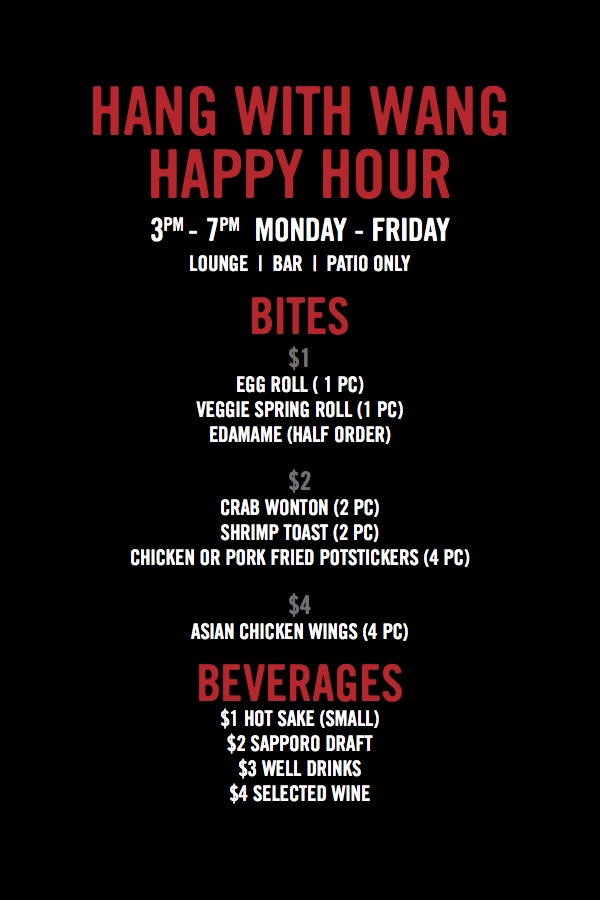 HANG WITH WANG
HAPPY HOUR
3PM - 7PM MONDAY - FRIDAY
LOUNGE | BAR | PATIO ONLY
BITES
$1
EGG ROLL ( 1 PC)
VEGGIE SPRING ROLL (1 PC)
EDAMAME (HALF ORDER)
$2
CRAB WONTON (2 PC)
SHRIMP TOAST (2 PC)
CHICKEN OR PORK FRIED POTSTICKERS (4 PC)
$4
ASIAN CHICKEN WINGS (4 PC)
BEVERAGES
$1 HOT SAKE (SMALL)
$2 SAPPORO DRAFT
$3 WELL DRINKS
$4 SELECTED WINE